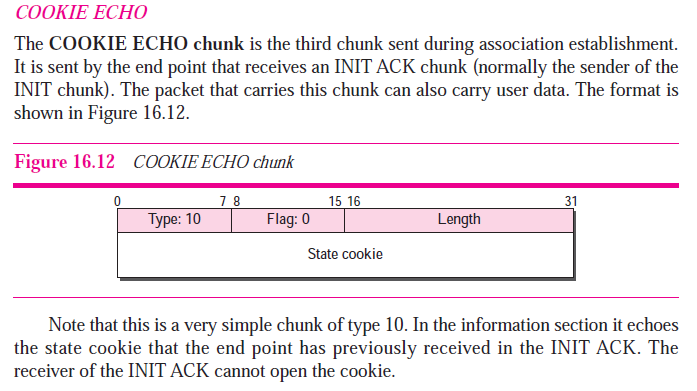 COOKIE ECHO
The COOKIE ECHO chunk is the third chunk sent during association establishment.
It is sent by the end point that receives an INIT ACK chunk (normally the sender of the
INIT chunk). The packet that carries this chunk can also carry user data. The format is
shown in Figure 16.12.
Figure 16.12 COOKIE ECHO chunk
0 7 8 15 16 31
Type: 10 Flag: 0 Length
State cookie
Note that this is a very simple chunk of type 10. In the information section it echoes
the state cookie that the end point has previously received in the INIT ACK. The
receiver of the INIT ACK cannot open the cookie.